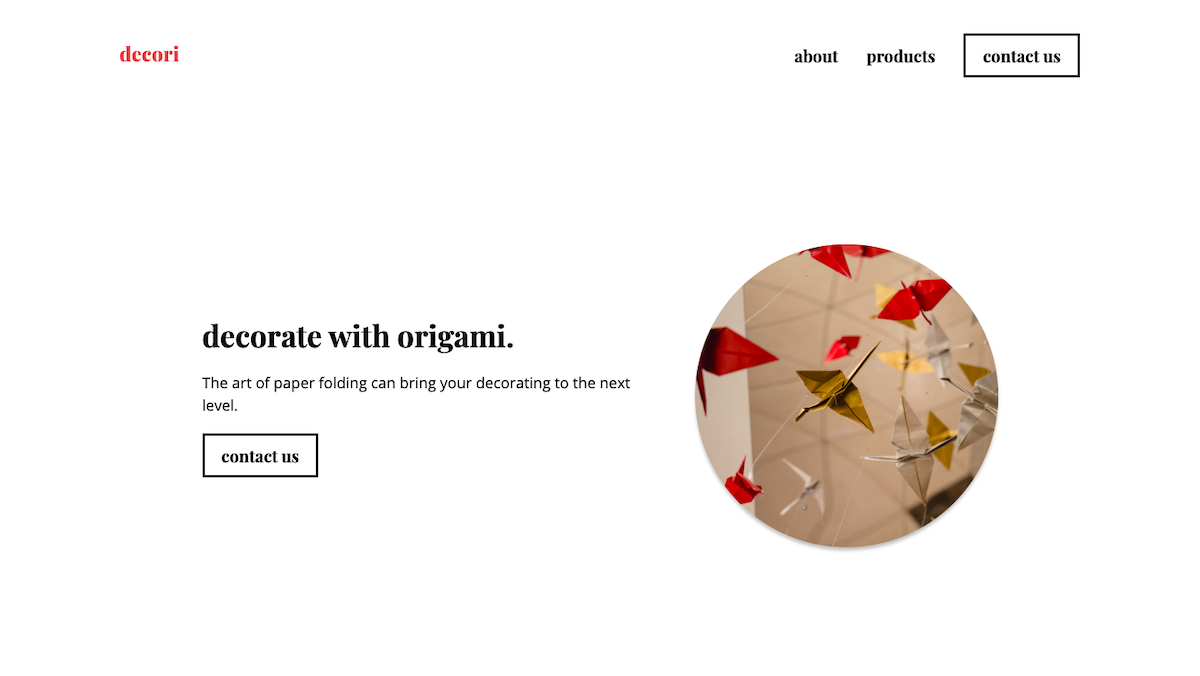 decori
about products contact us
decorate with origami.
The art of paper folding can bring your decorating to the next
level.
contact us